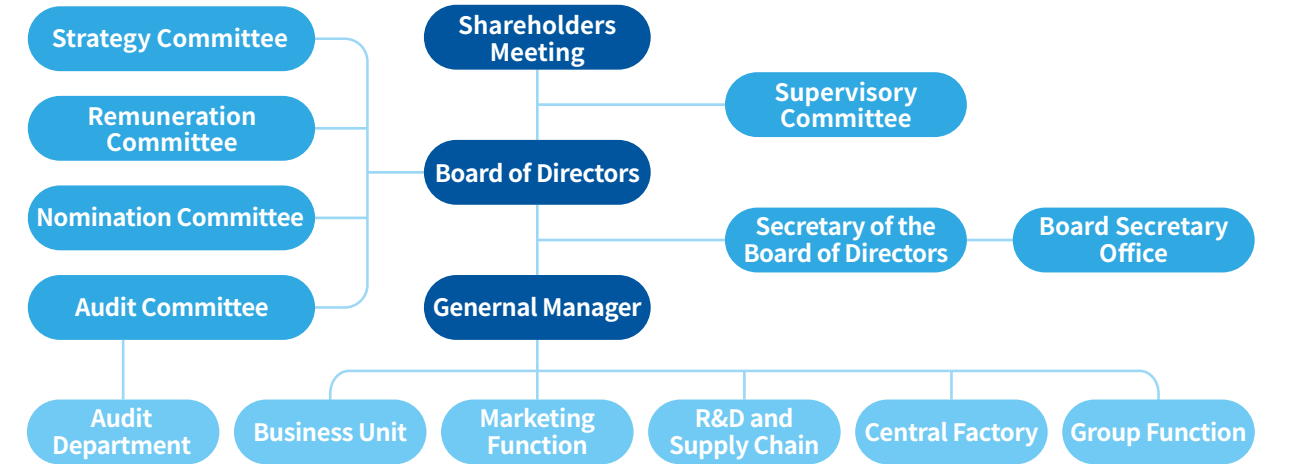 Strategy Committee
Shareholders
Meeting
Supervisory
Committee
Remuneration
Committee
Board of Directors
Nomination Committee
Secretary of the
Board of Directors
Board Secretary
Office
Audit Committee
Genernal Manager
Audit
Department
Business Unit
Marketing
Function
R&D and
Supply Chain
Central Factory
Group Function